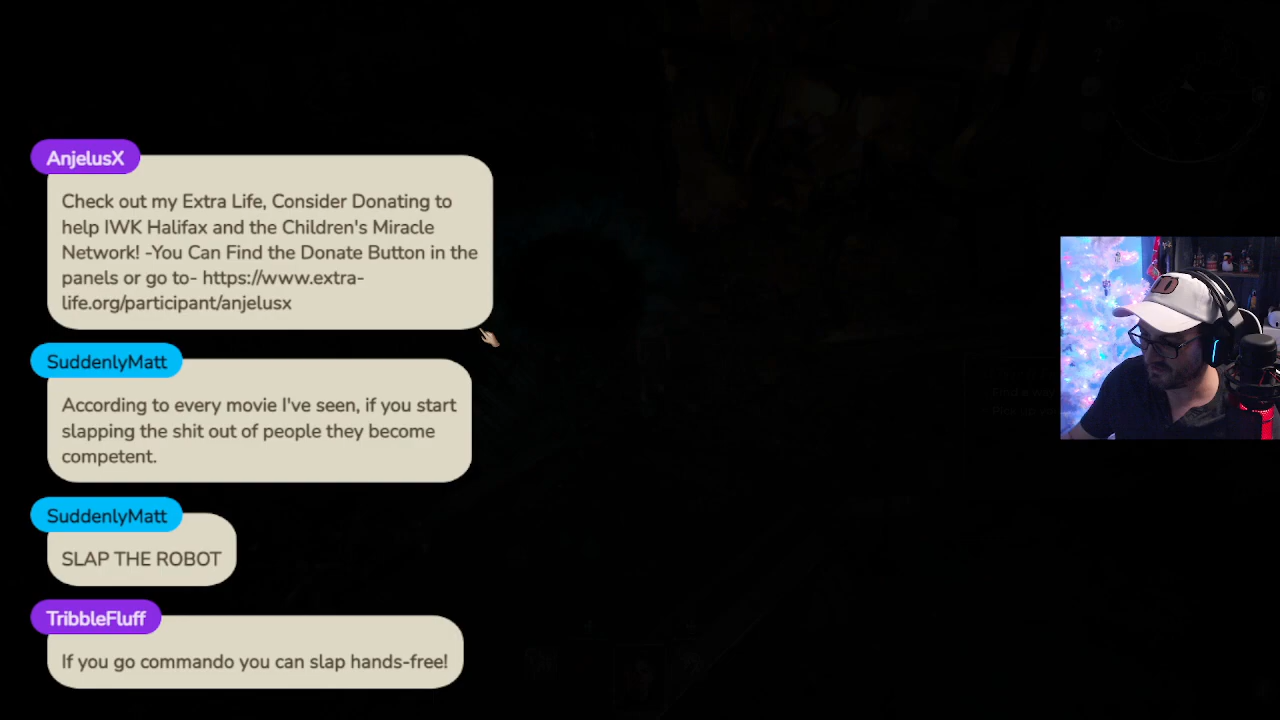 AnjelusX
Check out my Extra Life, Consider Donating to
help IWK Halifax and the Children's Miracle
Network! -You Can Find the Donate Button in the
panels or go to- https://www.extra-
life.org/participant/anjelusx
SuddenlyMatt
According to every movie I've seen, if you start
slapping the shit out of people they become
competent.
SuddenlyMatt
SLAP THE ROBOT
TribbleFluff
If you go commando you can slap hands-free!